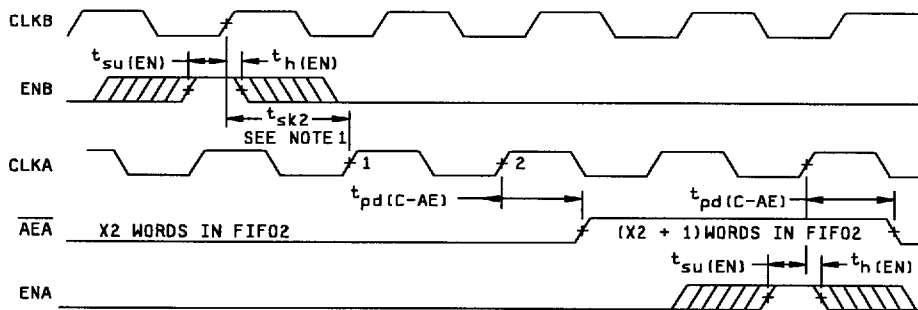 CLKB
tsu(EN) th(EN)
ENB
tsk2
SEE NOTE 1
CLKA 1 2
tpd(C-AE) tpd(C-AE)
AEA X2 WORDS IN FIFO2 (X2 + 1) WORDS IN FIFO2
tsu(EN) th(EN)
ENA